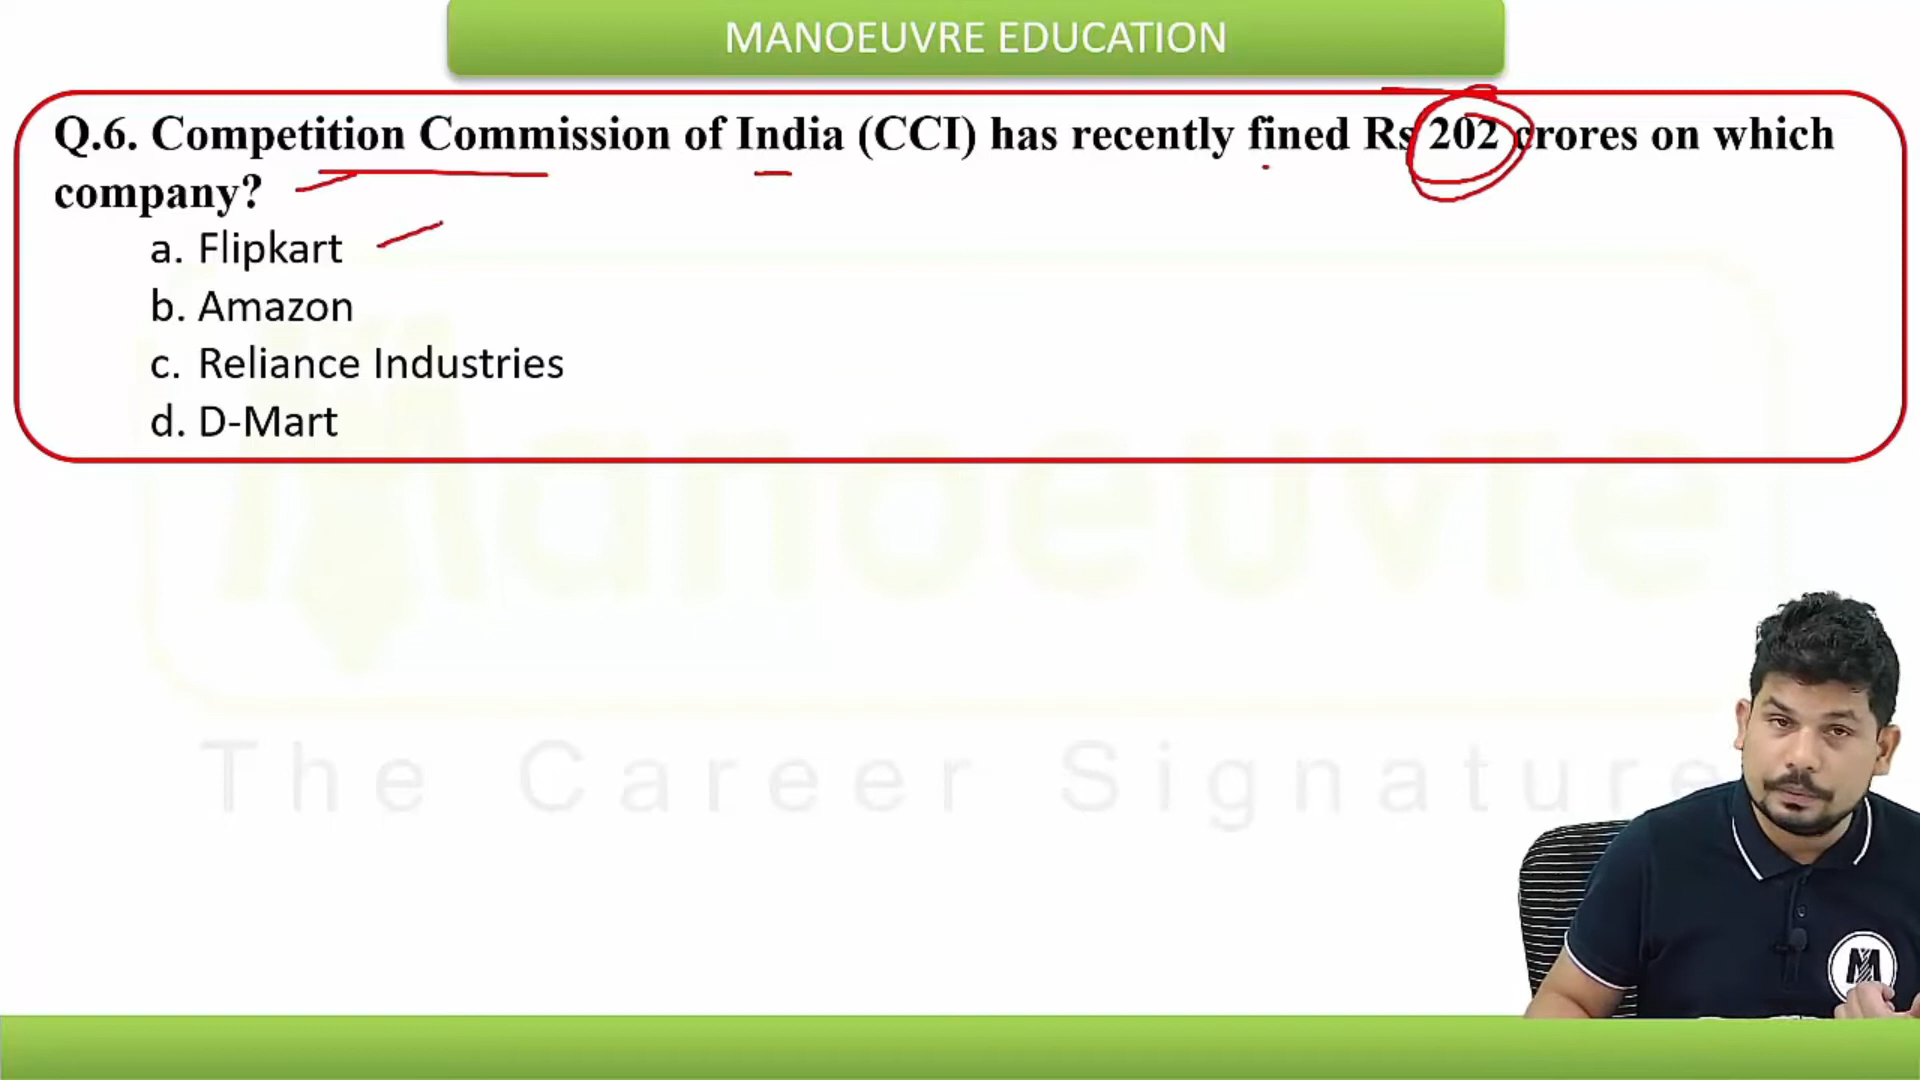 MANOEUVRE EDUCATION
Q.6. Competition Commission of India (CCI) has recently fined Rs 202 crores on which
company?
a. Flipkart
b. Amazon
c. Reliance Industries
d. D-Mart
Manoeuvre
The Career Signature
M